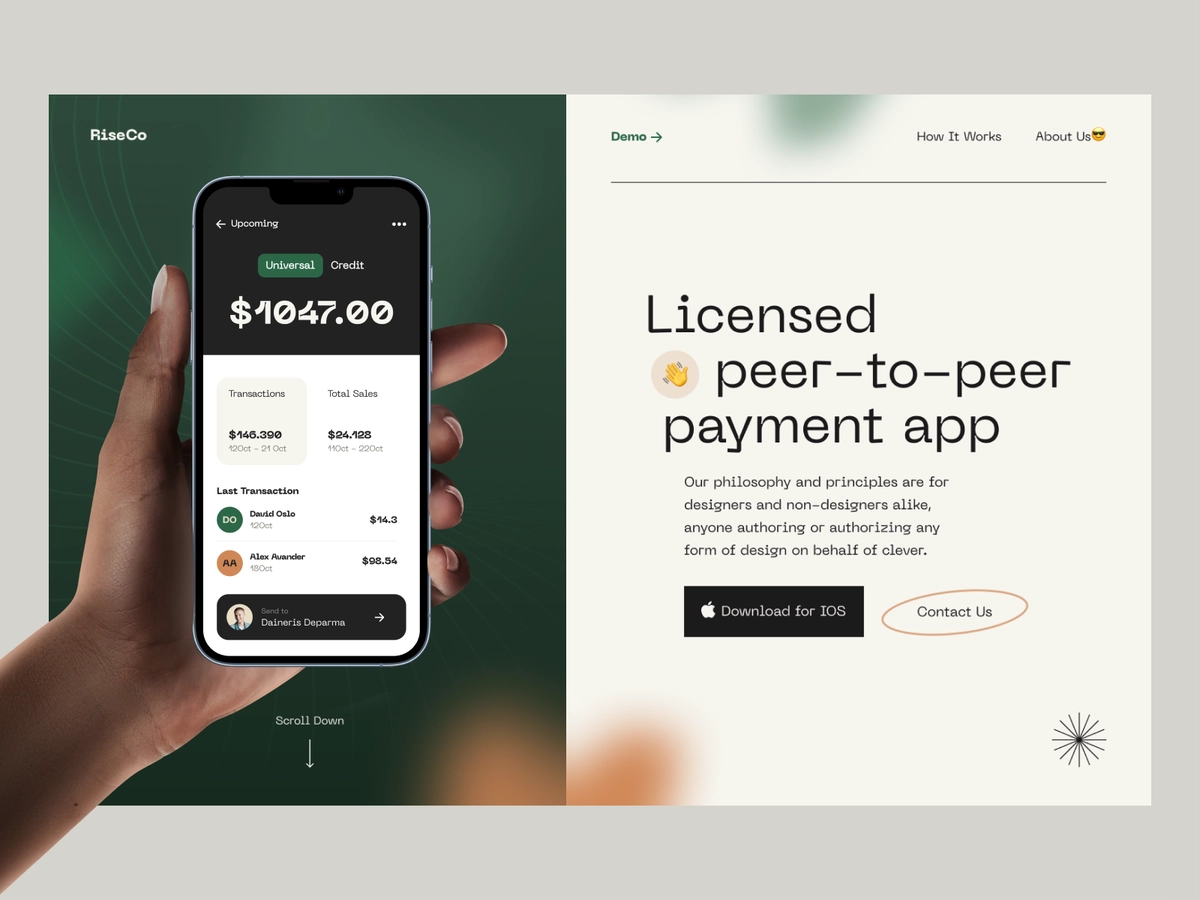 RiseCo
Upcoming
Universal
Credit
$1047.00
Transactions
$146.390
12Oct - 21 Oct
Total Sales
$24.128
11Oct - 22Oct
Last Transaction
DO
David Oslo
12Oct
$14.3
AA
Alex Avander
18Oct
$98.54
Send to
Daineris Deparma
Scroll Down
Demo →
How It Works
About Us😎
Licensed
👋 peer-to-peer
payment app
Our philosophy and principles are for
designers and non-designers alike,
anyone authoring or authorizing any
form of design on behalf of clever.
Download for IOS
Contact Us